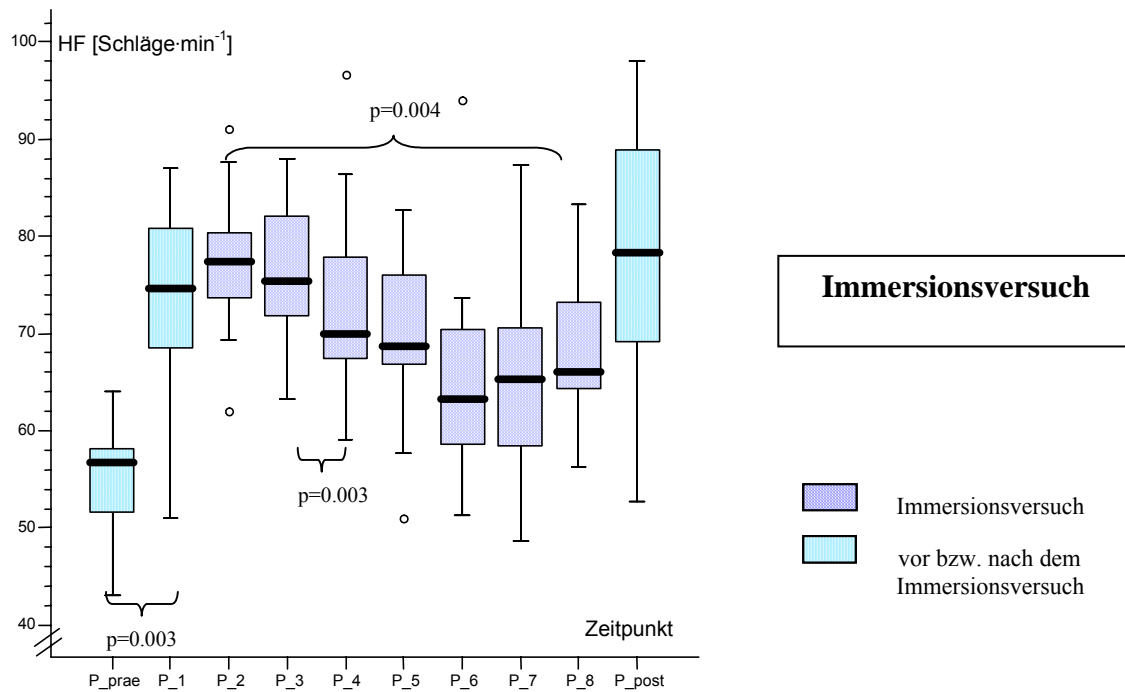 HF [Schläge·min⁻¹]
100
90
80
70
60
50
40
p=0.004
p=0.003
p=0.003
Zeitpunkt
P_prae P_1 P_2 P_3 P_4 P_5 P_6 P_7 P_8 P_post
Immersionsversuch
Immersionsversuch
vor bzw. nach dem
Immersionsversuch